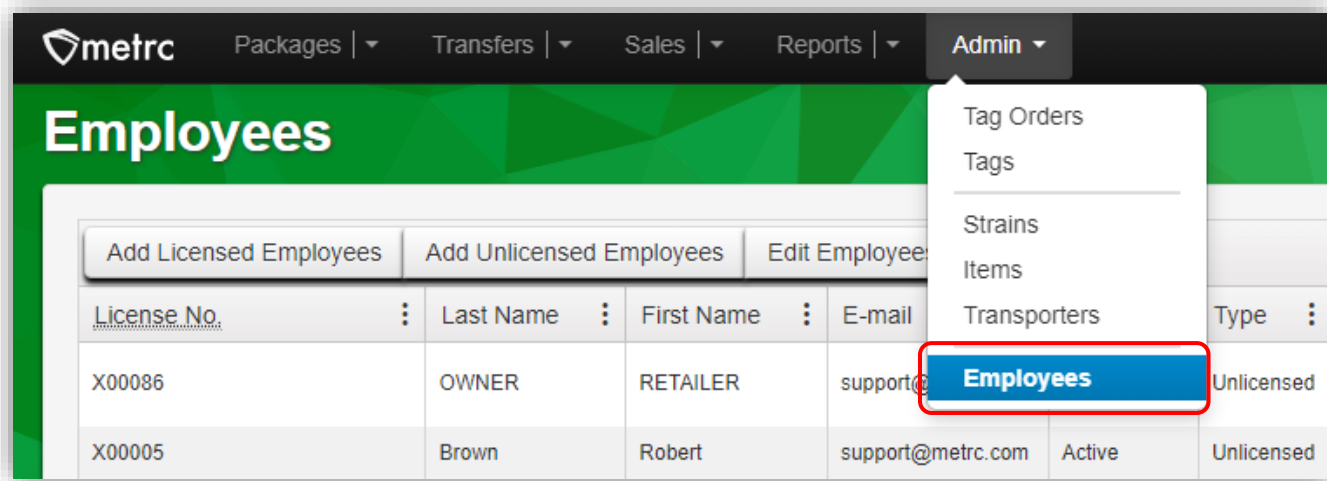 metrc Packages | Transfers | Sales | Reports | Admin
Tag Orders
Tags
Strains
Items
Transporters
Employees
Employees
Add Licensed Employees Add Unlicensed Employees Edit Employee
License No. Last Name First Name E-mail Type
X00086 OWNER RETAILER support@ Unlicensed
X00005 Brown Robert support@metrc.com Active Unlicensed